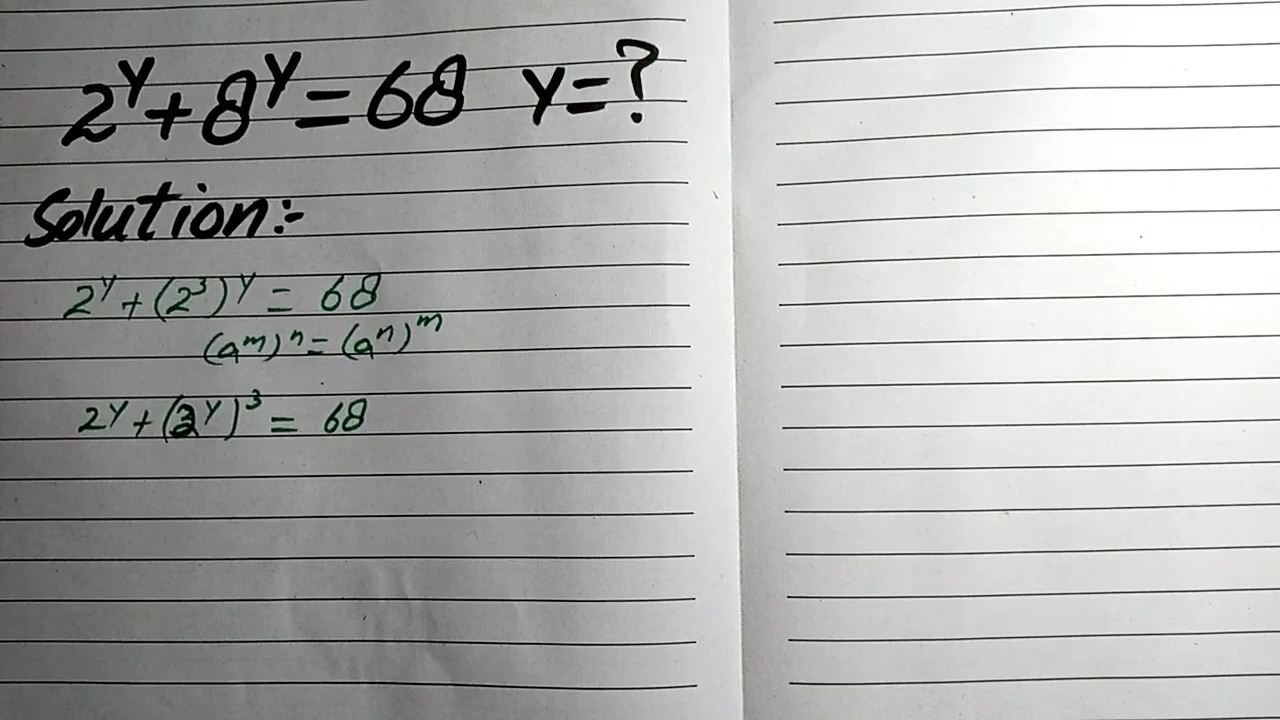 2^y + 8^y = 68 y = ?
Solution:-
2^y + (2^3)^y = 68
(a^m)^n = (a^n)^m
2^y + (2^y)^3 = 68